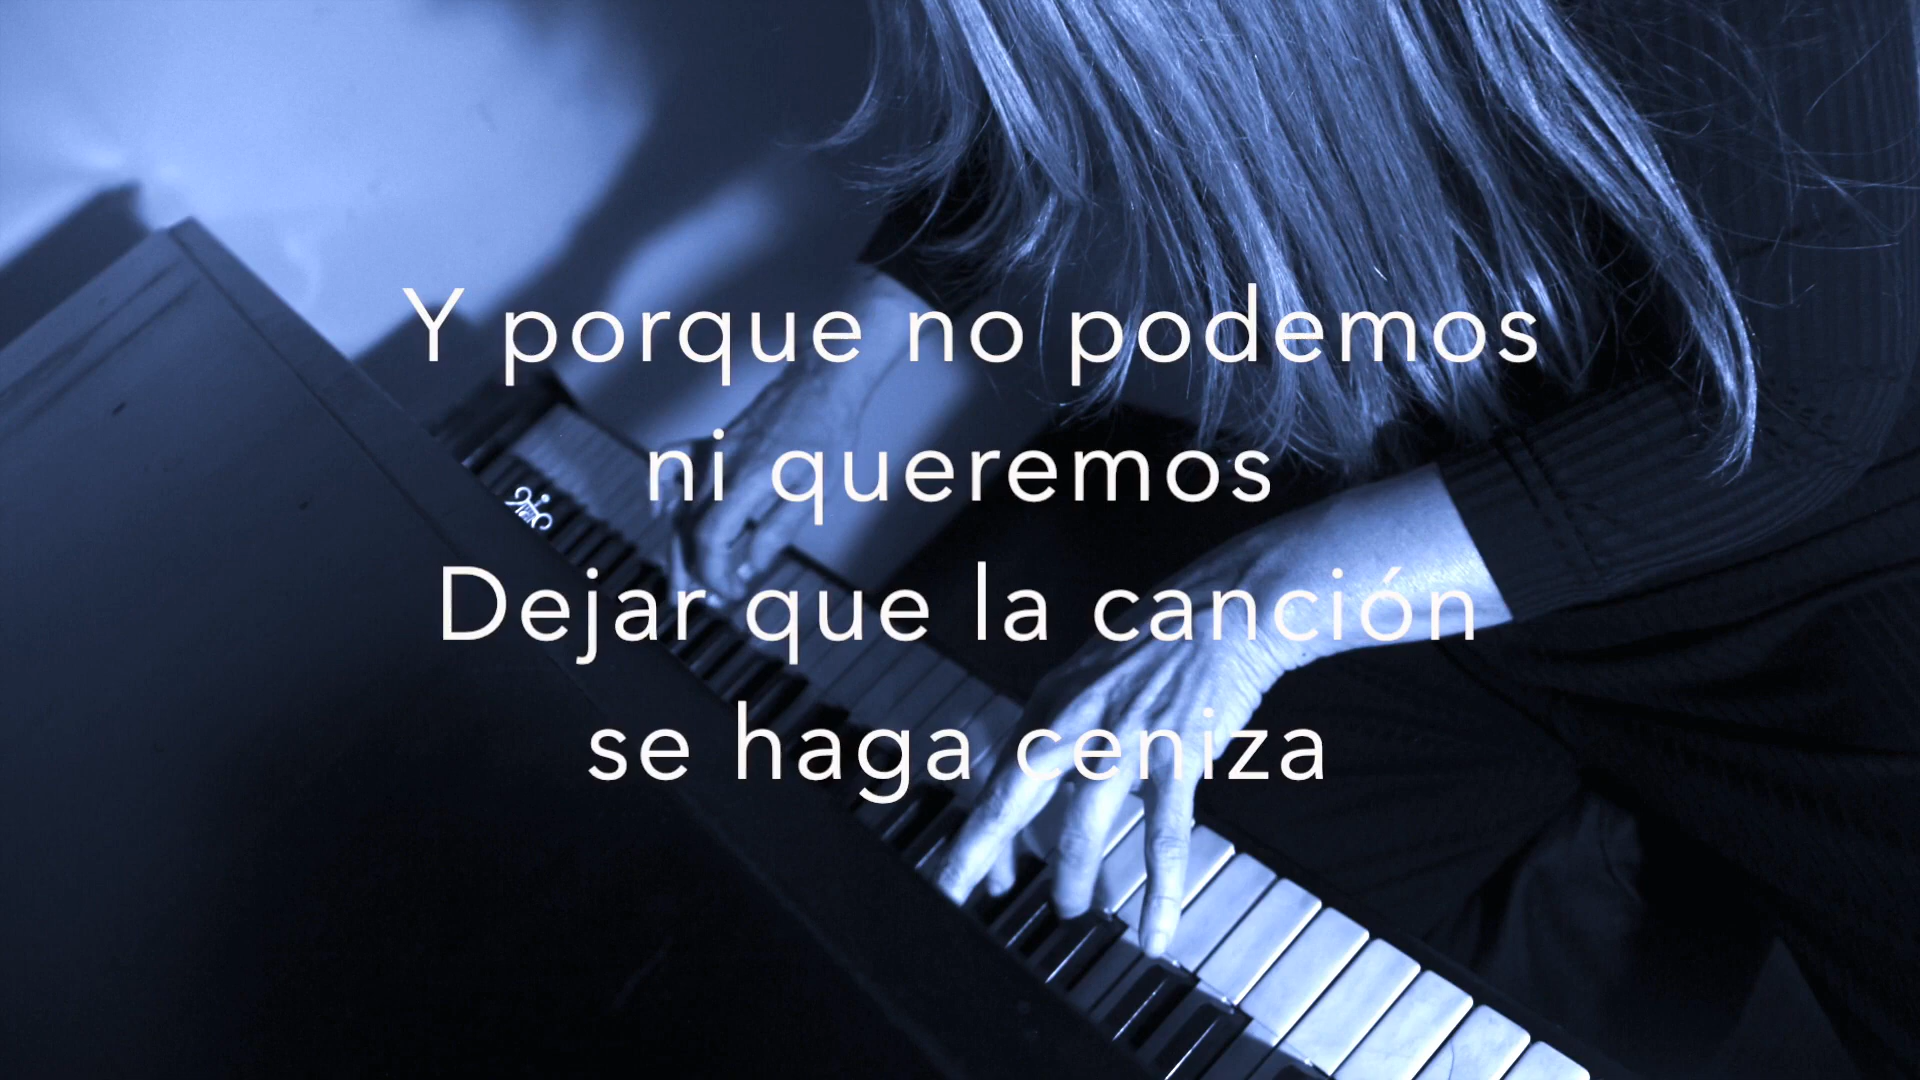 Y porque no podemos
ni queremos
Dejar que la canción
se haga ceniza